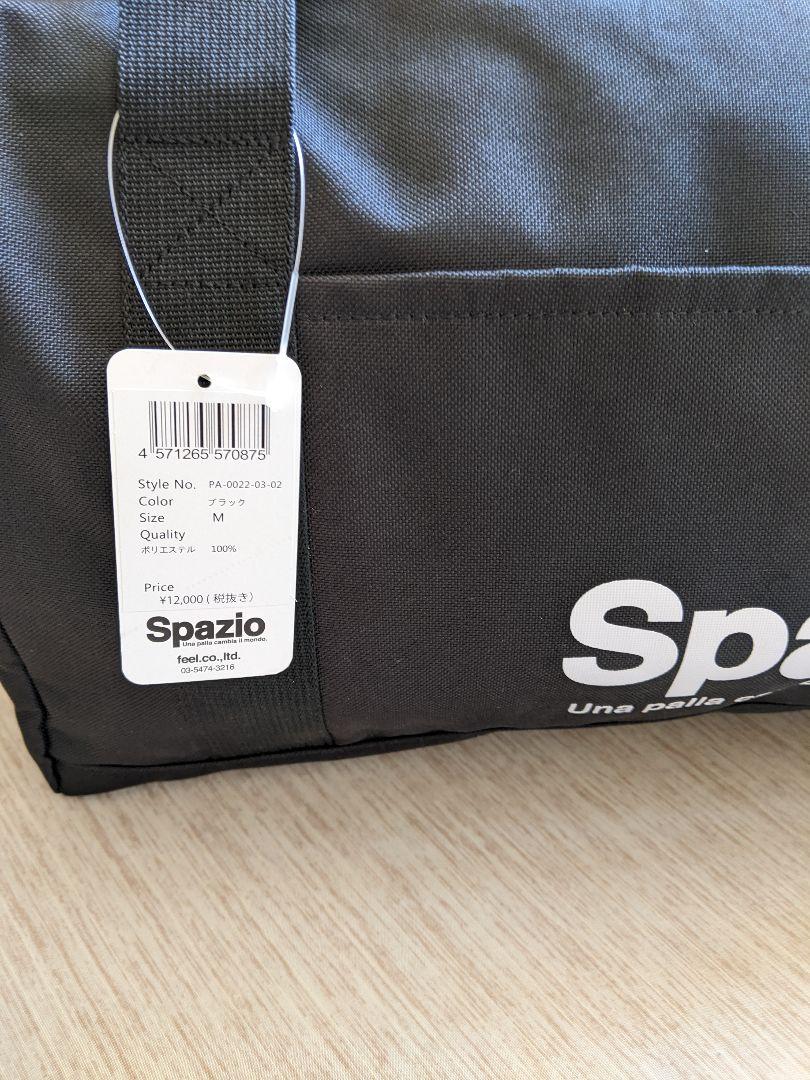 4 571265 570875
Style No. PA-0022-03-02
Color ブラック
Size M
Quality
ポリエステル 100%
Price
¥12,000(税抜き)
Spazio
Una palla cambia il mondo.
feel.co.,ltd.
03-5474-3216
Spa
Una palla